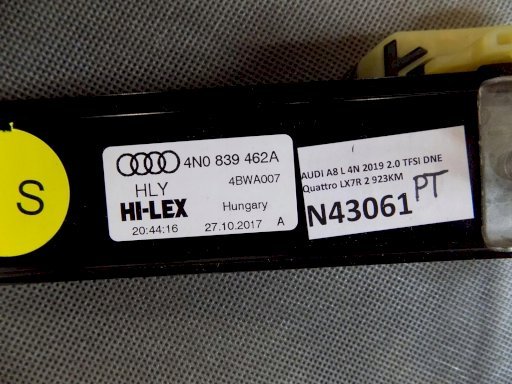 S
4N0 839 462A
HLY 4BWA007
HI-LEX Hungary
20:44:16 27.10.2017 A
AUDI A8 L 4N 2019 2.0 TFSI DNE
Quattro LX7R 2 923KM
N43061 PT